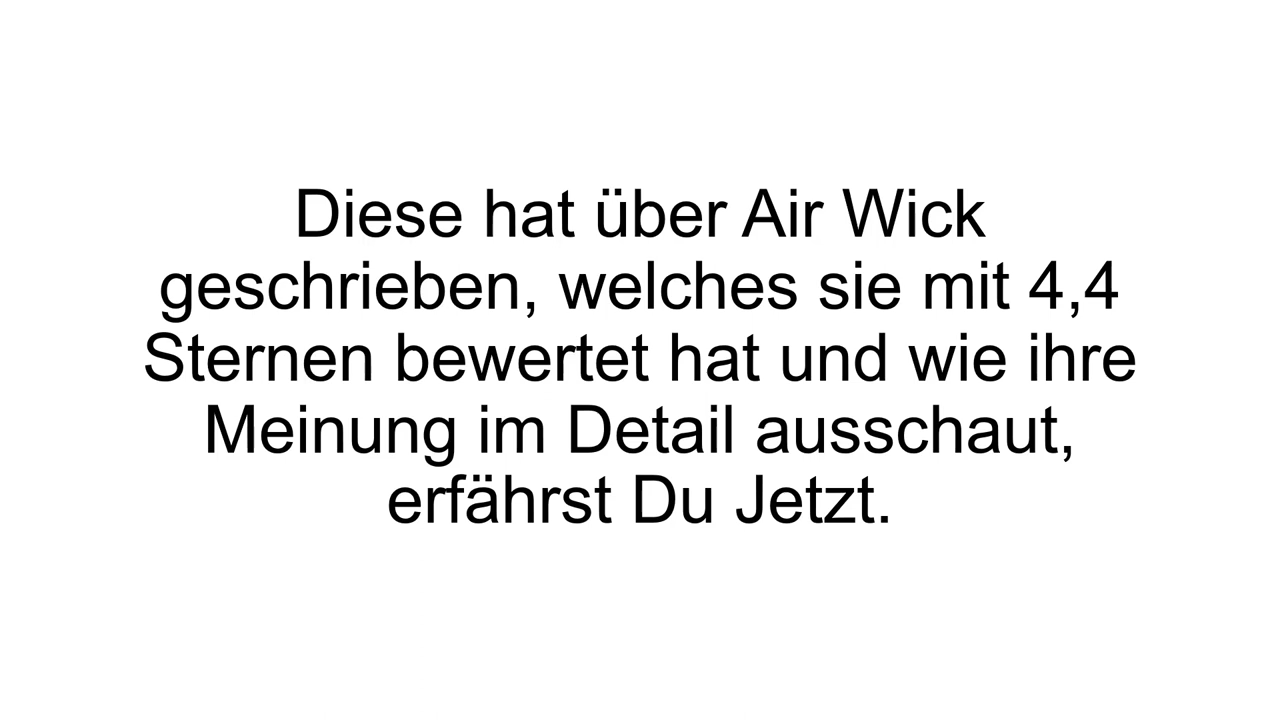 Diese hat über Air Wick
geschrieben, welches sie mit 4,4
Sternen bewertet hat und wie ihre
Meinung im Detail ausschaut,
erfährst Du Jetzt.